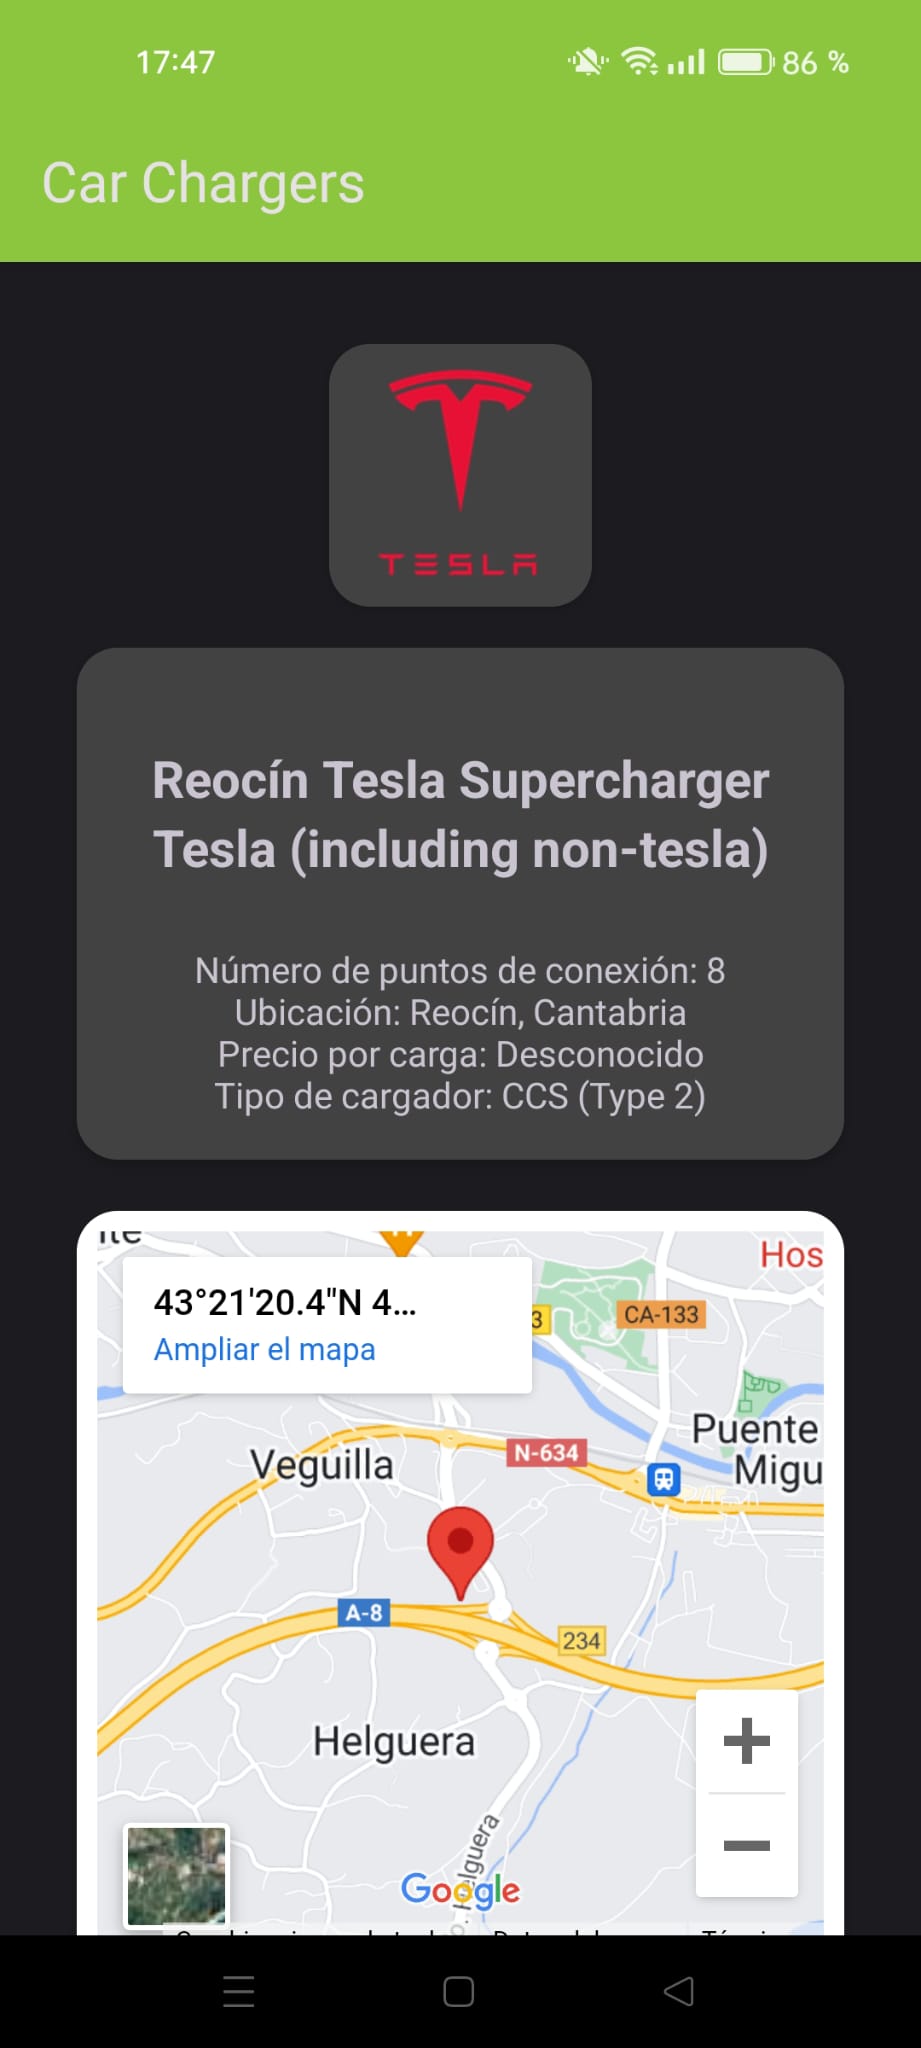 17:47
86 %
Car Chargers
TESLA
Reocín Tesla Supercharger
Tesla (including non-tesla)
Número de puntos de conexión: 8
Ubicación: Reocín, Cantabria
Precio por carga: Desconocido
Tipo de cargador: CCS (Type 2)
43°21'20.4"N 4...
Ampliar el mapa
Hos
3
CA-133
Puente
Migu
Veguilla
N-634
A-8
234
Helguera
Google